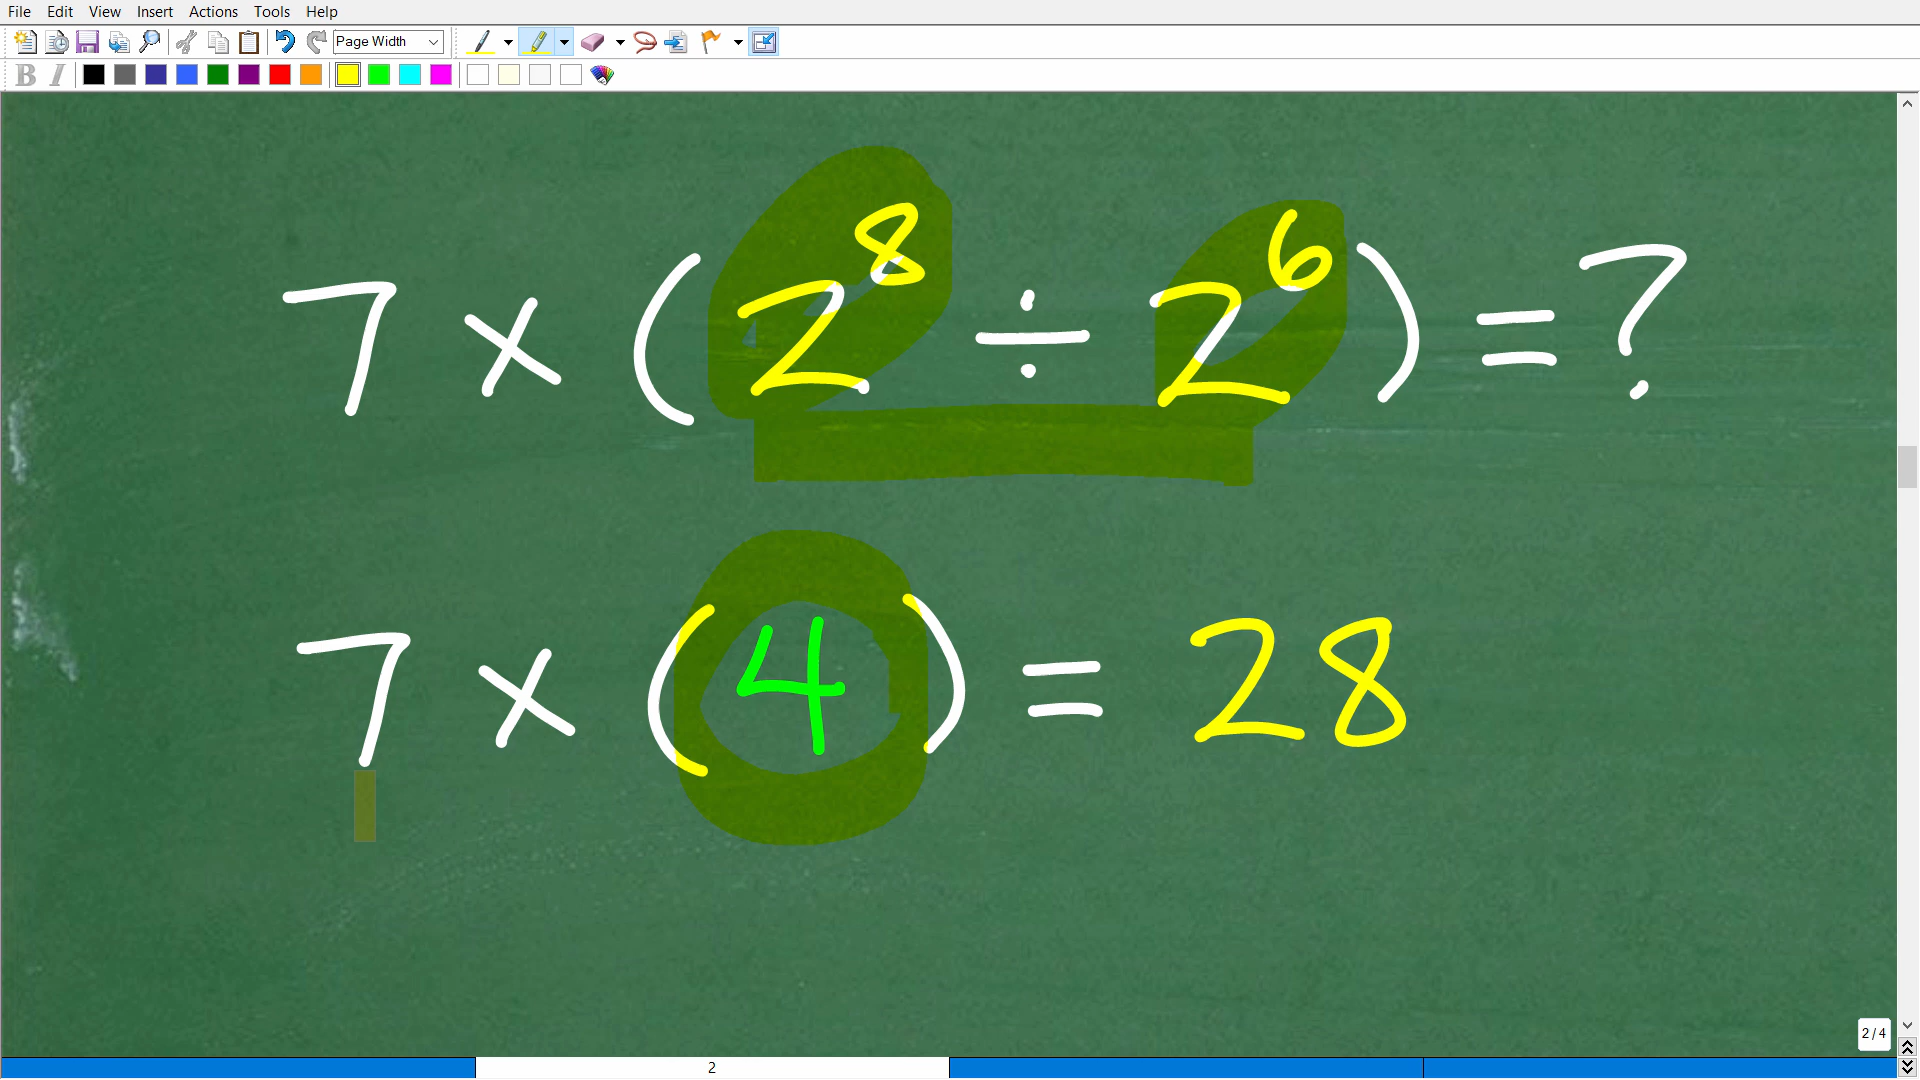 File Edit View Insert Actions Tools Help
Page Width
B I
7 × (2⁸ ÷ 2⁶) = ?
7 × (4) = 28
2 / 4
2